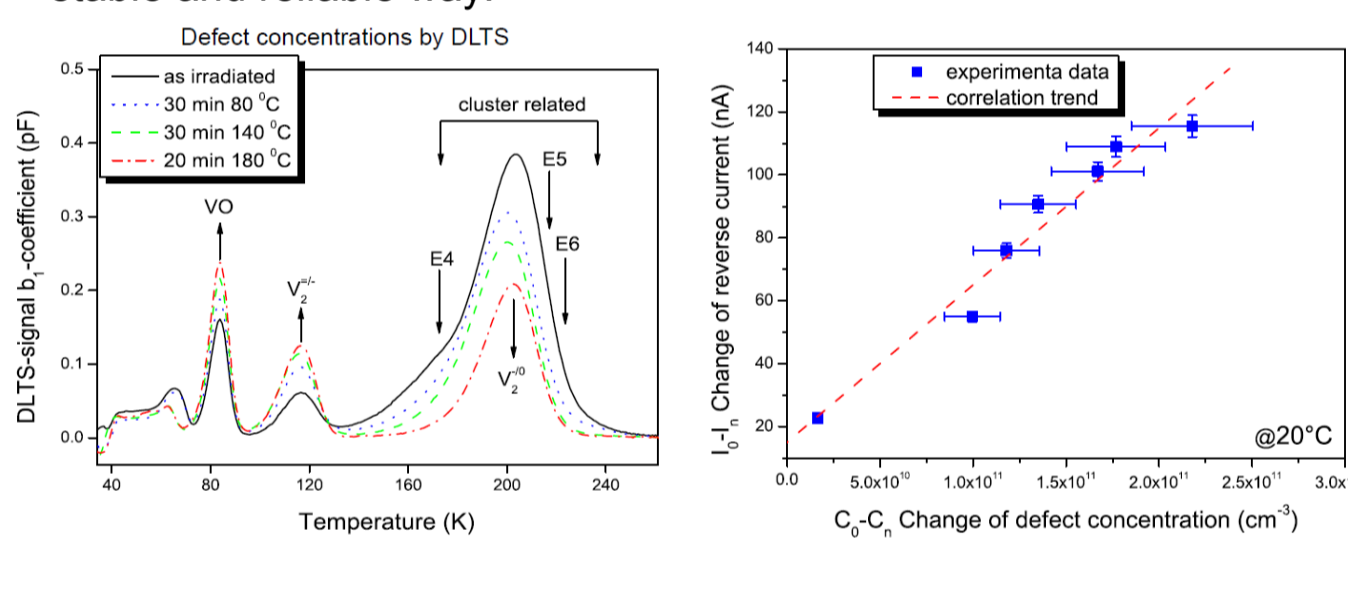 Defect concentrations by DLTS
DLTS-signal b1-coefficient (pF)
0.5
0.4
0.3
0.2
0.1
0.0
as irradiated
30 min 80 °C
30 min 140 °C
20 min 180 °C
cluster related
E5
E6
E4
VO
V2=/-
V2-/0
40
80
120
160
200
240
Temperature (K)
I0-In Change of reverse current (nA)
140
120
100
80
60
40
20
experimenta data
correlation trend
@20°C
0.0
5.0x10^10
1.0x10^11
1.5x10^11
2.0x10^11
2.5x10^11
3.0x
C0-Cn Change of defect concentration (cm-3)